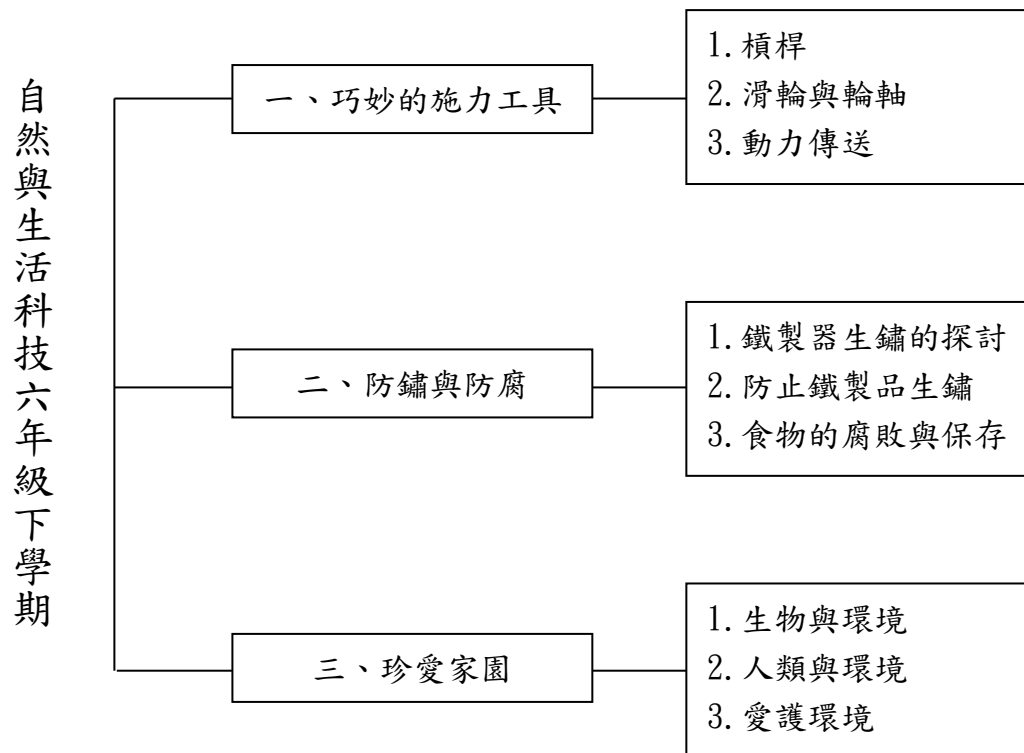 自然與生活科技六年級下學期
一、巧妙的施力工具
1.槓桿
2.滑輪與輪軸
3.動力傳送
二、防鏽與防腐
1.鐵製器生鏽的探討
2.防止鐵製品生鏽
3.食物的腐敗與保存
三、珍愛家園
1.生物與環境
2.人類與環境
3.愛護環境